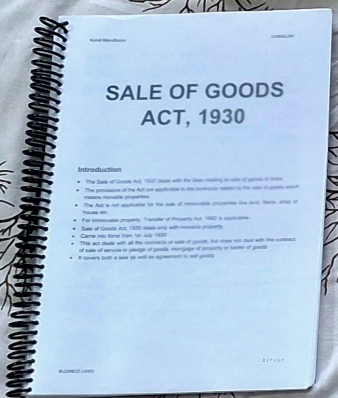 Kunal Mandhania
CAWALLAH
SALE OF GOODS
ACT, 1930
Introduction
• The Sale of Goods Act, 1930 deals with the laws relating to sale of goods in India.
• The provisions of the Act are applicable to the contracts related to the sale of goods which
means movable properties.
• The Act is not applicable for the sale of immovable properties like land, farms, shop or
house etc.
• For immovable property, Transfer of Property Act, 1882 is applicable.
• Sale of Goods Act, 1930 deals only with movable property.
• Came into force from 1st July 1930
• This act deals with all the contracts of sale of goods, but does not deal with the contract
of sale of service or pledge of goods, mortgage of property or barter of goods
• It covers both a sale as well as agreement to sell goods
BUSINESS LAWS
1 | P a g e